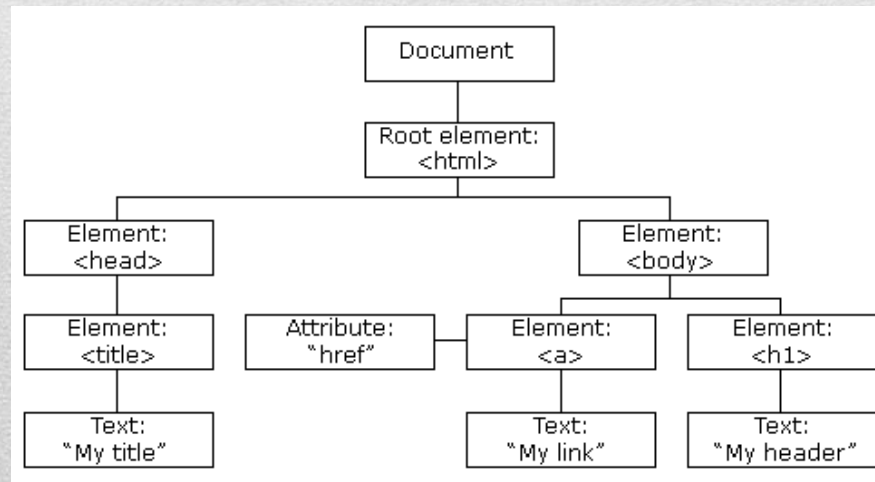 Document
Root element:
<html>
Element:
<head>
Element:
<body>
Element:
<title>
Attribute:
“href”
Element:
<a>
Element:
<h1>
Text:
“My title”
Text:
“My link”
Text:
“My header”